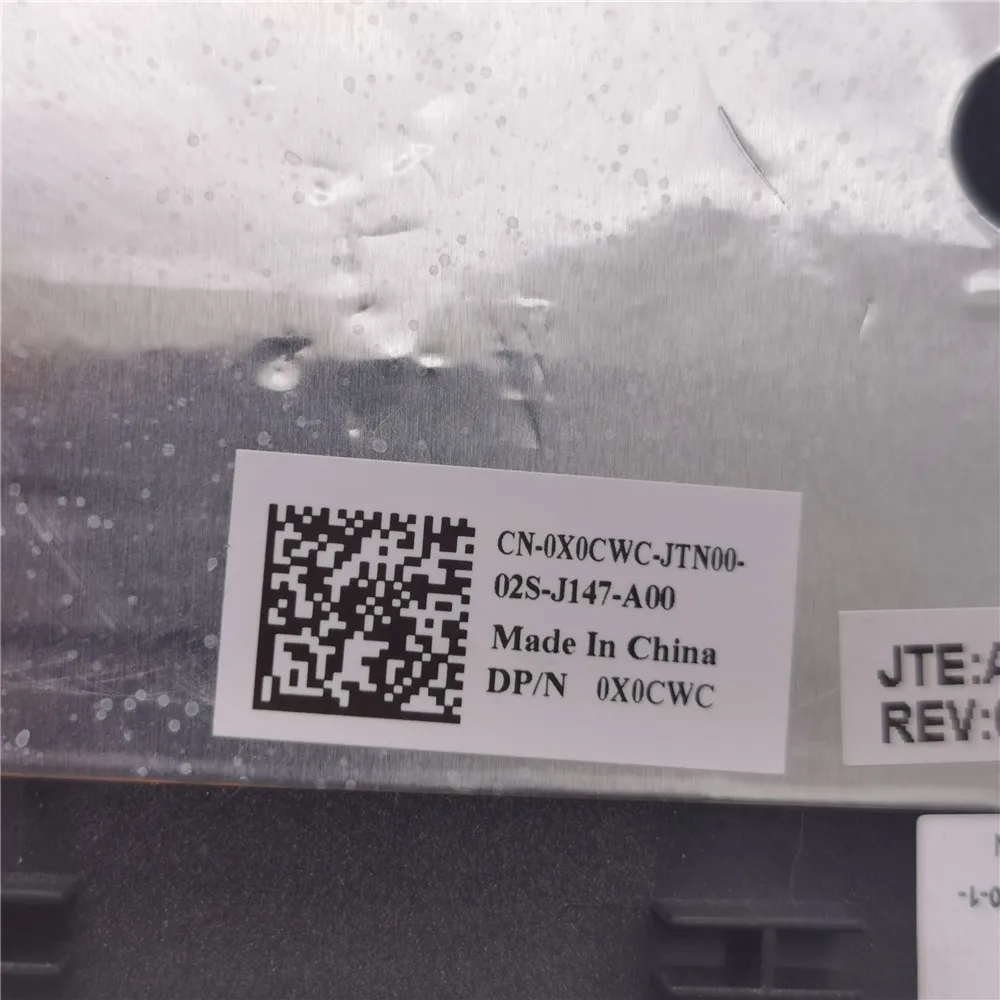 CN-0X0CWC-JTN00-
02S-J147-A00
Made In China
DP/N 0X0CWC
JTE:A
REV: